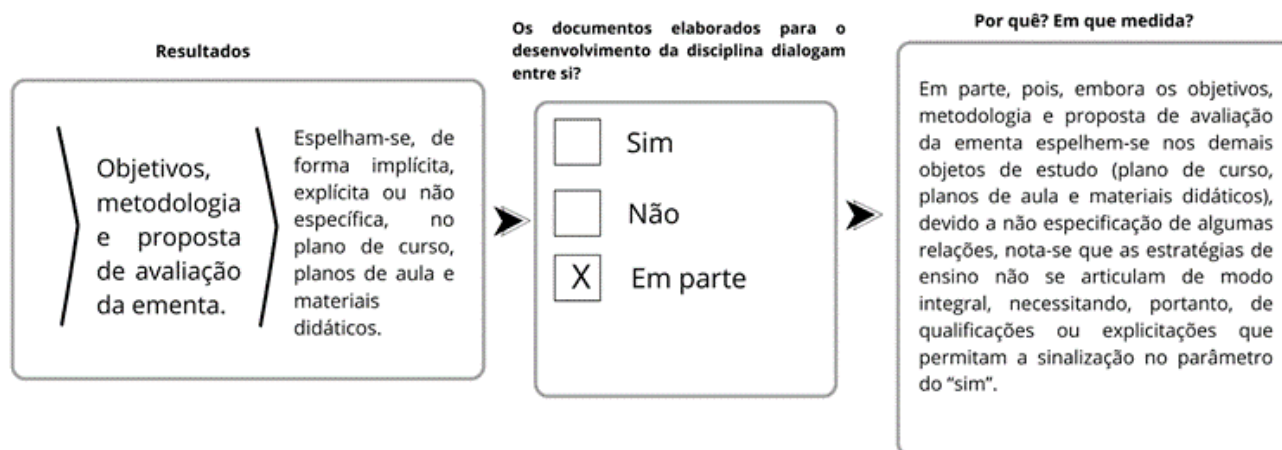 Resultados
Objetivos,
metodologia
e proposta
de avaliação
da ementa.
Espelham-se, de
forma implícita,
explícita ou não
específica, no
plano de curso,
planos de aula e
materiais
didáticos.
Os documentos elaborados para o
desenvolvimento da disciplina dialogam
entre si?
Sim
Não
X Em parte
Por quê? Em que medida?
Em parte, pois, embora os objetivos,
metodologia e proposta de avaliação
da ementa espelhem-se nos demais
objetos de estudo (plano de curso,
planos de aula e materiais didáticos),
devido a não especificação de algumas
relações, nota-se que as estratégias de
ensino não se articulam de modo
integral, necessitando, portanto, de
qualificações ou explicitações que
permitam a sinalização no parâmetro
do “sim”.